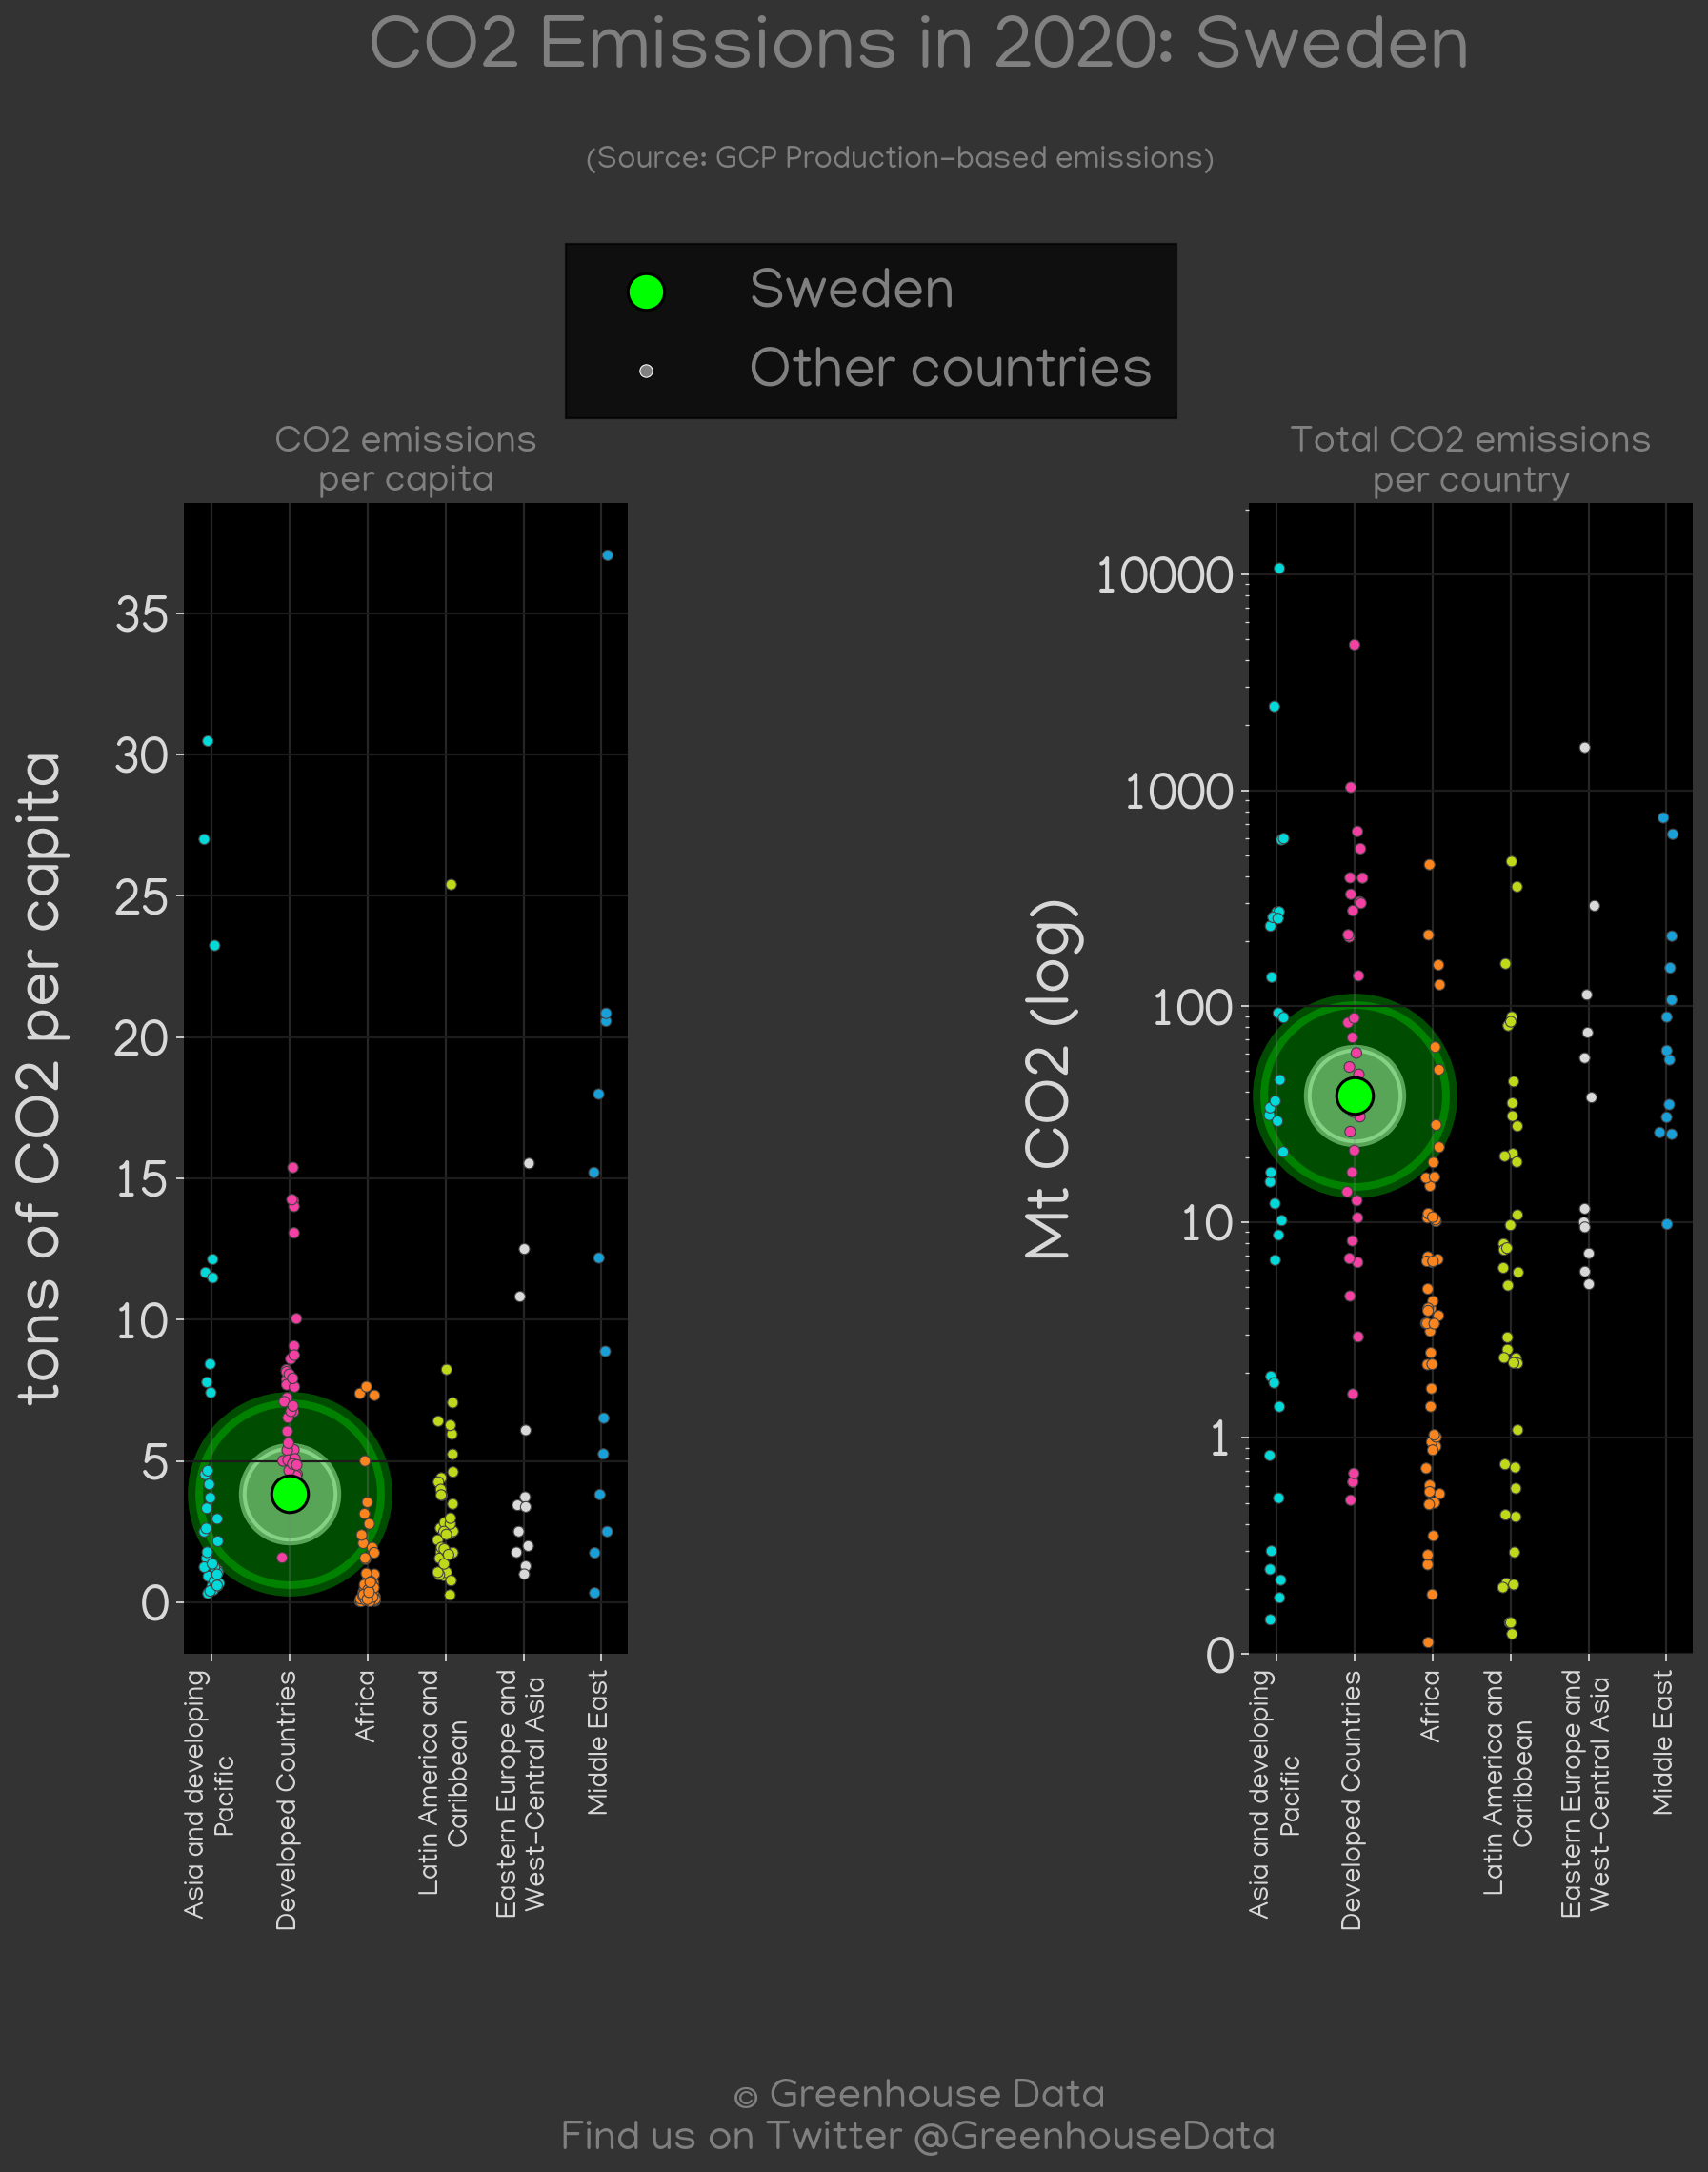 CO2 Emissions in 2020: Sweden
(Source: GCP Production-based emissions)
Sweden
Other countries
CO2 emissions
per capita
tons of CO2 per capita
35
30
25
20
15
10
5
0
Asia and developing
Pacific
Developed Countries
Africa
Latin America and
Caribbean
Eastern Europe and
West-Central Asia
Middle East
Total CO2 emissions
per country
Mt CO2 (log)
10000
1000
100
10
1
0
Asia and developing
Pacific
Developed Countries
Africa
Latin America and
Caribbean
Eastern Europe and
West-Central Asia
Middle East
© Greenhouse Data
Find us on Twitter @GreenhouseData